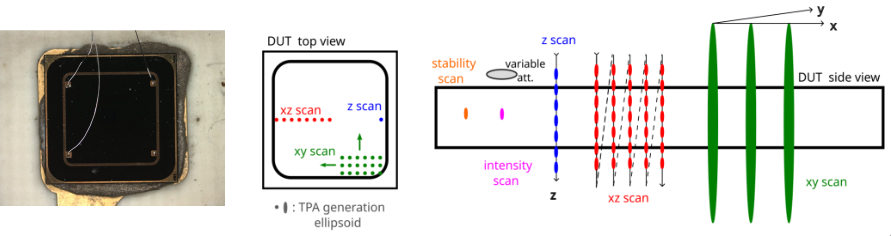 DUT top view
xz scan
z scan
xy scan
• : TPA generation
ellipsoid
stability
scan
variable
att.
intensity
scan
z scan
z
xz scan
y
x
DUT side view
xy scan